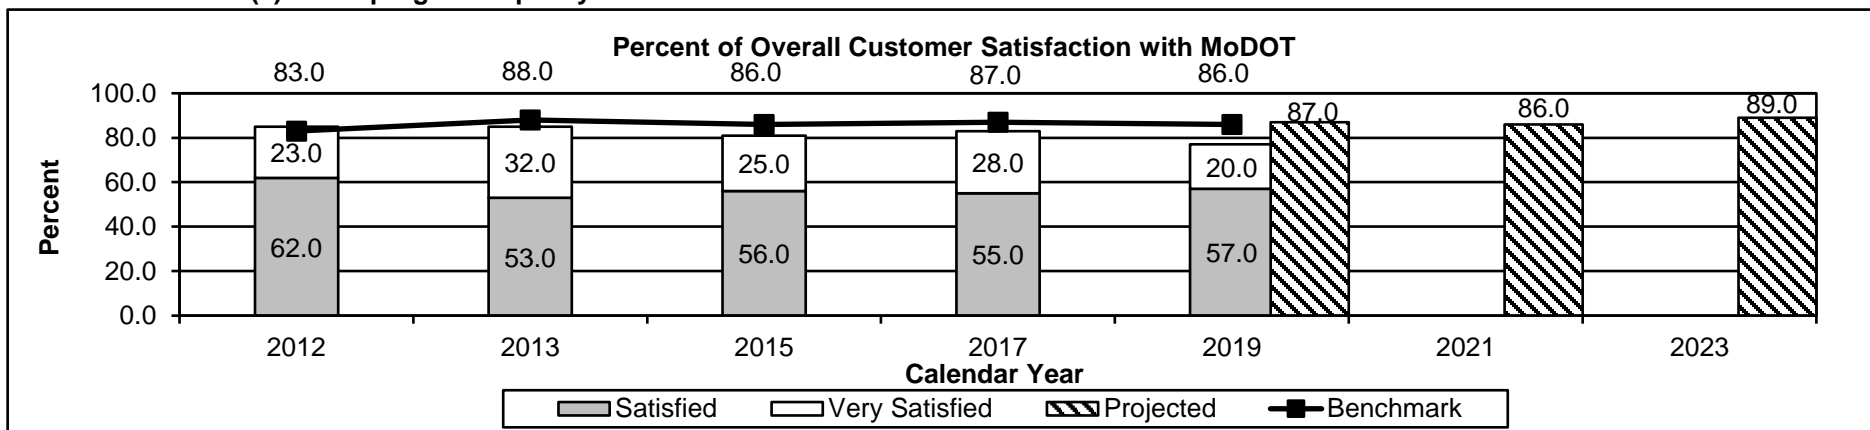 Percent of Overall Customer Satisfaction with MoDOT
83.0 88.0 86.0 87.0 86.0
100.0
80.0
60.0
40.0
20.0
0.0
Percent
87.0 86.0 89.0
23.0 32.0 25.0 28.0 20.0
62.0 53.0 56.0 55.0 57.0
2012 2013 2015 2017 2019 2021 2023
Calendar Year
Satisfied Very Satisfied Projected Benchmark